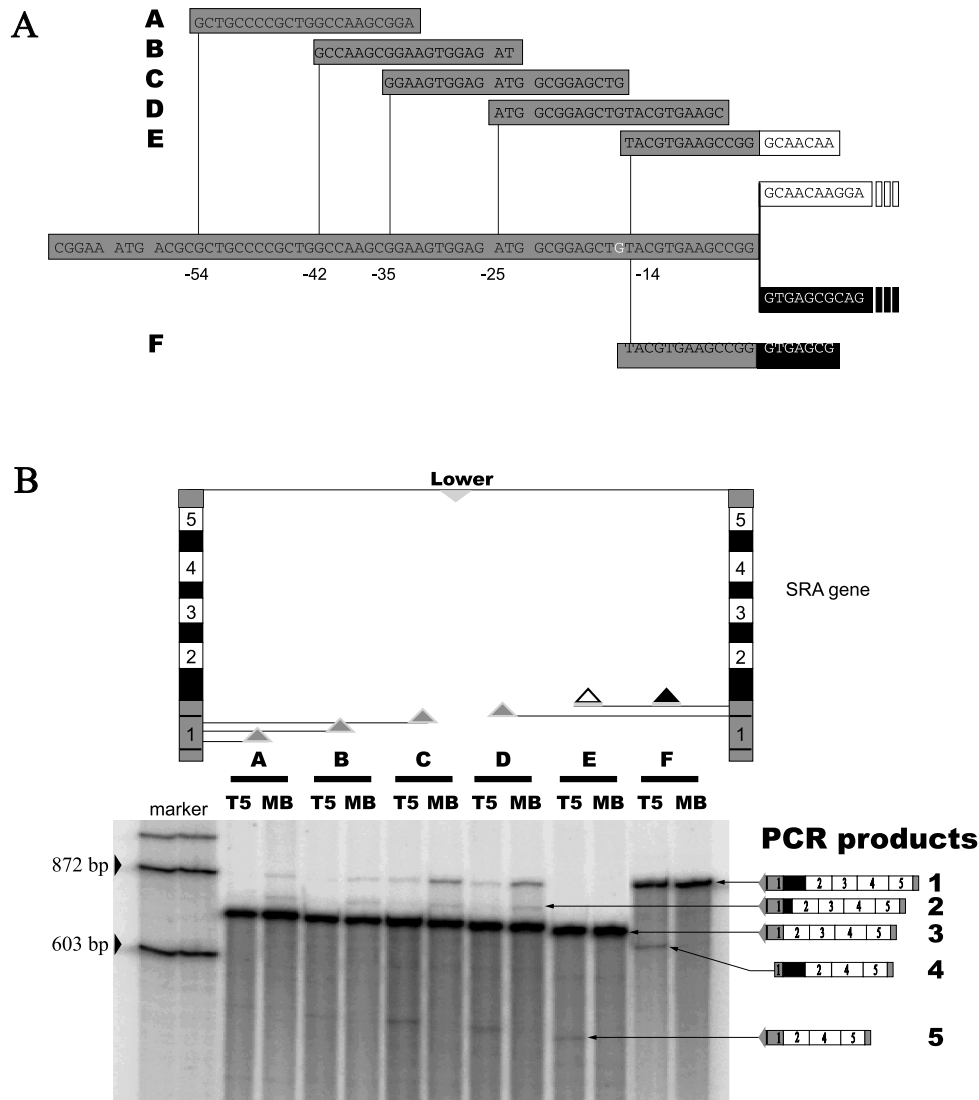 A
A GCTGCCCCGCTGGCCAAGCGGA
B GCCAAGCGGAAGTGGAG AT
C GGAAGTGGAG ATG GCGGAGCTG
D ATG GCGGAGCTGTACGTGAAGC
E TACGTGAAGCCGG GCAACAA
GCAACAAGGA
CGGAA ATG ACGCGCTGCCCCGCTGGCCAAGCGGAAGTGGAG ATG GCGGAGCTGTACGTGAAGCCGG
-54 -42 -35 -25 -14
GTGAGCGCAG
F TACGTGAAGCCGG GTGAGCG
B
Lower
5 5
4 4
SRA gene
3 3
2 2
1 1
A B C D E F
marker T5 MB T5 MB T5 MB T5 MB T5 MB T5 MB
PCR products
872 bp
1 2 3 4 5 1
1 2 3 4 5 2
1 2 3 4 5 3
603 bp
1 2 4 5 4
1 2 4 5 5